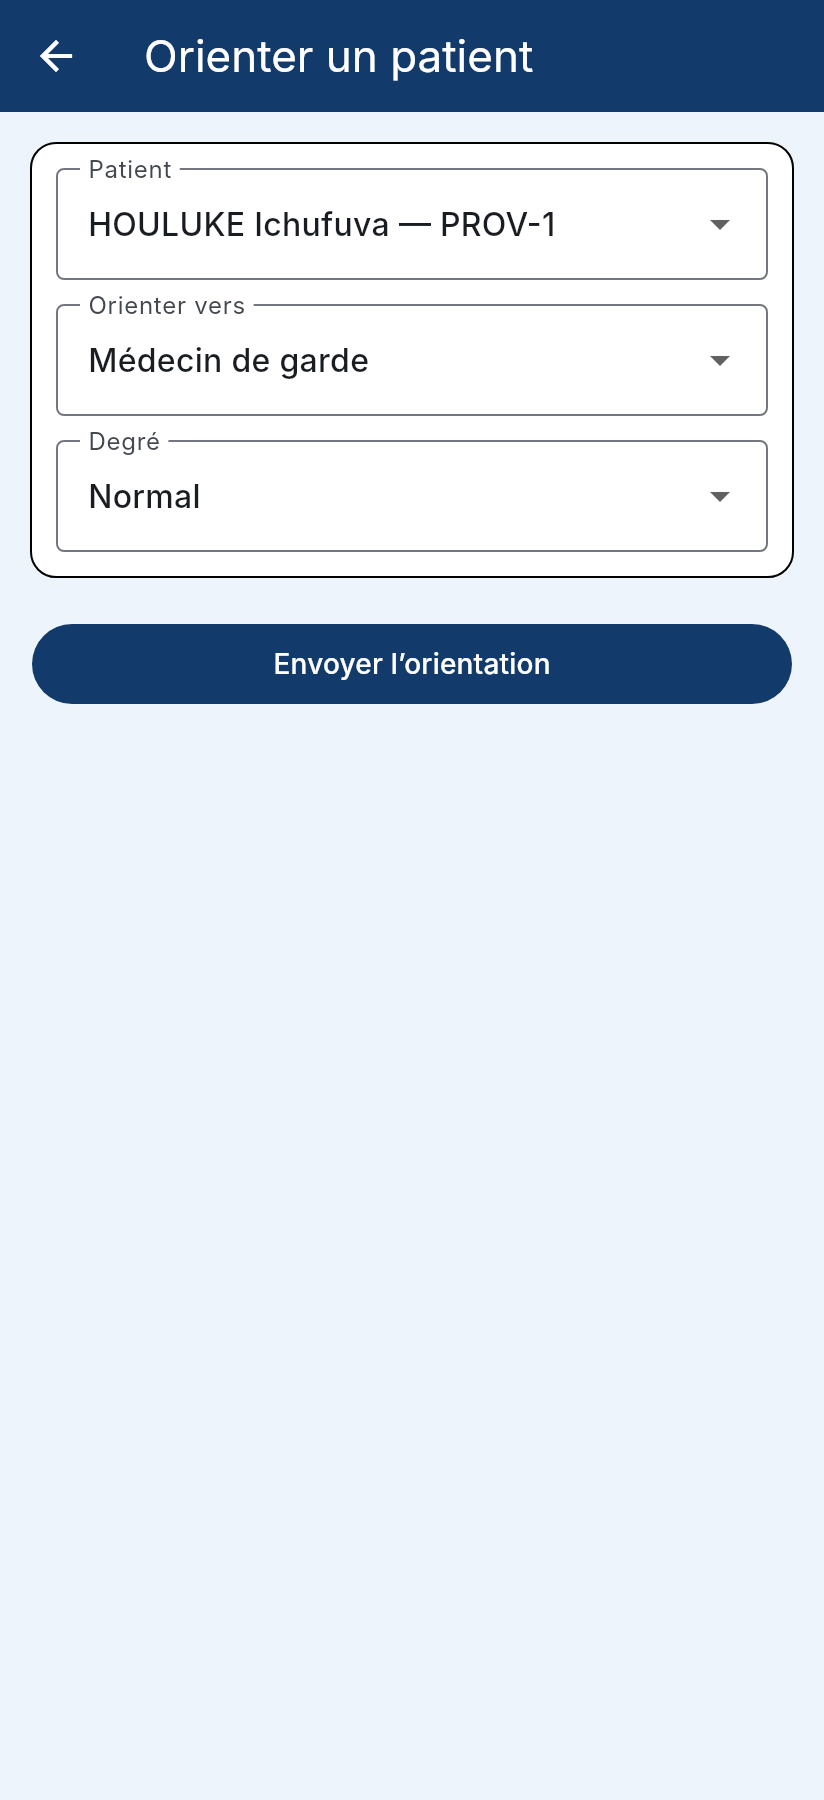 Orienter un patient
Patient
HOULUKE Ichufuva — PROV-1
Orienter vers
Médecin de garde
Degré
Normal
Envoyer l’orientation